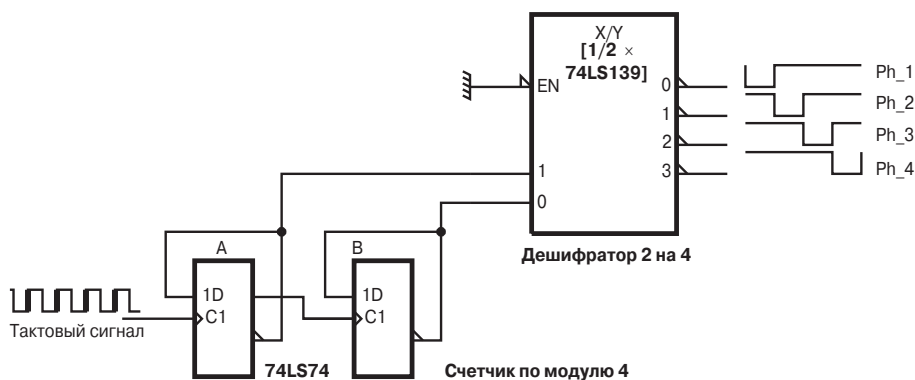 X/Y
[1/2 ×
74LS139]
EN
0
1
2
3
1
0
Ph_1
Ph_2
Ph_3
Ph_4
Дешифратор 2 на 4
A
B
1D
C1
1D
C1
Тактовый сигнал
74LS74
Счетчик по модулю 4